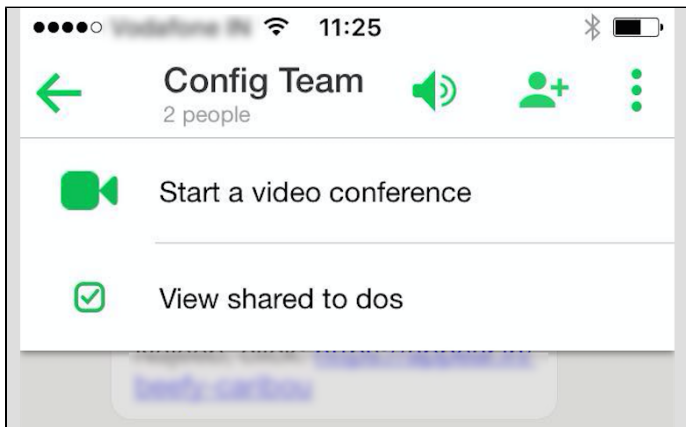 11:25
Config Team
2 people
Start a video conference
View shared to dos